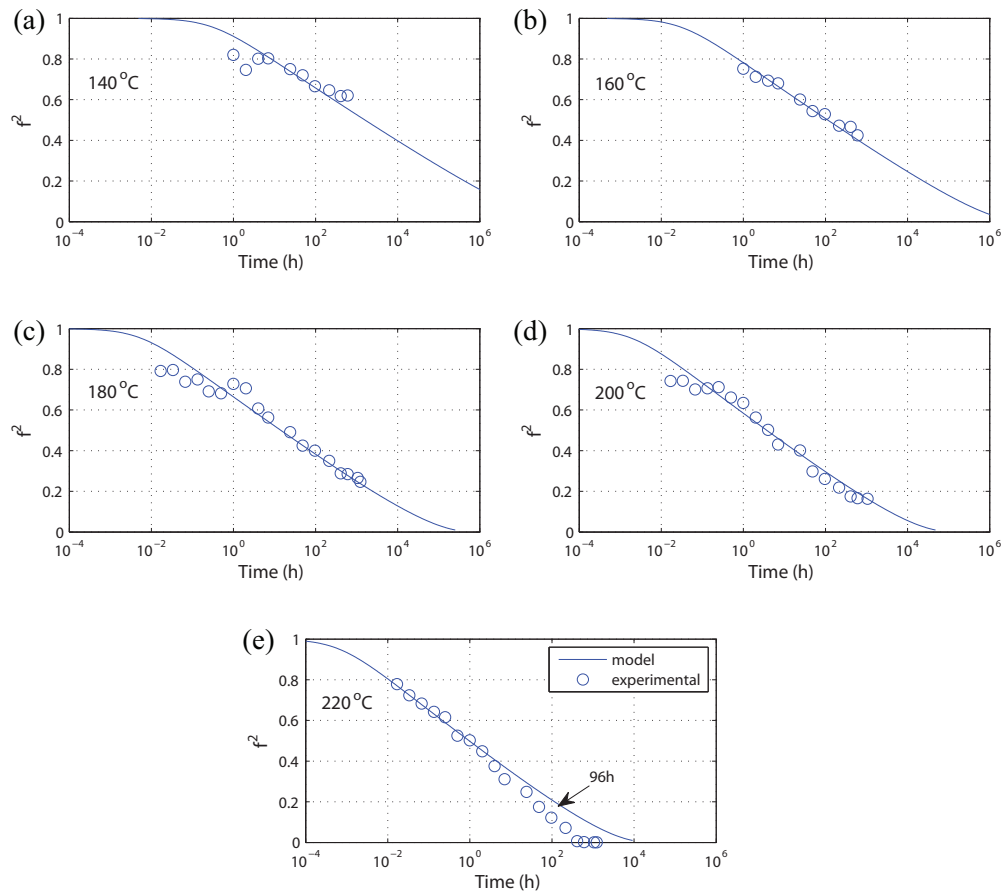 (a)
1
0.8
0.6
0.4
0.2
0
f²
140 °C
10⁻⁴ 10⁻² 10⁰ 10² 10⁴ 10⁶
Time (h)
(b)
1
0.8
0.6
0.4
0.2
0
f²
160 °C
10⁻⁴ 10⁻² 10⁰ 10² 10⁴ 10⁶
Time (h)
(c)
1
0.8
0.6
0.4
0.2
0
f²
180 °C
10⁻⁴ 10⁻² 10⁰ 10² 10⁴ 10⁶
Time (h)
(d)
1
0.8
0.6
0.4
0.2
0
f²
200 °C
10⁻⁴ 10⁻² 10⁰ 10² 10⁴ 10⁶
Time (h)
(e)
1
0.8
0.6
0.4
0.2
0
f²
220 °C
model
experimental
96h
10⁻⁴ 10⁻² 10⁰ 10² 10⁴ 10⁶
Time (h)